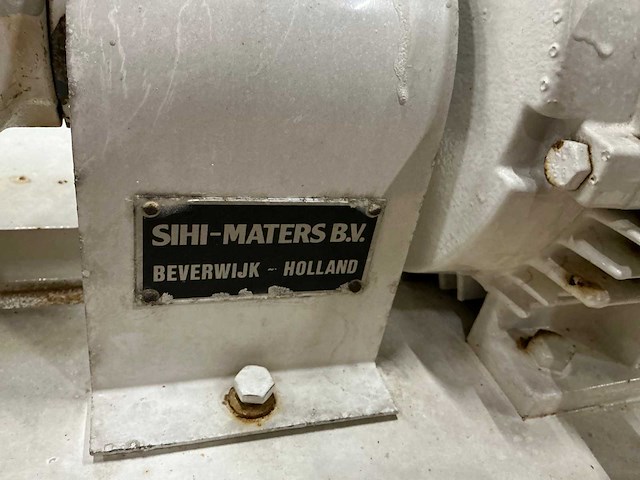 SIHI-MATERS B.V.
BEVERWIJK - HOLLAND